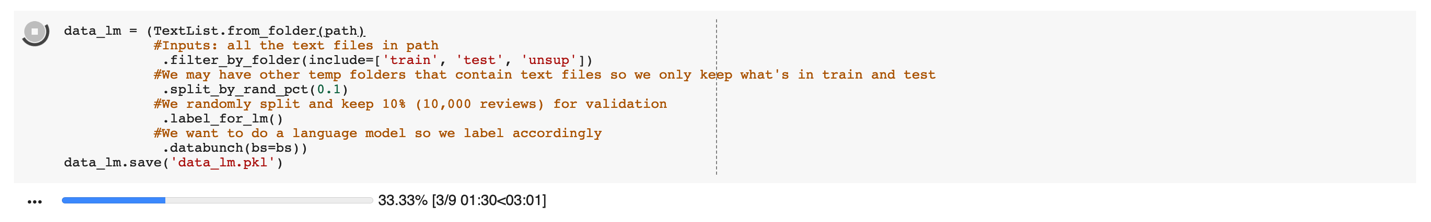 data_lm = (TextList.from_folder(path)
#Inputs: all the text files in path
.filter_by_folder(include=['train', 'test', 'unsup'])
#We may have other temp folders that contain text files so we only keep what's in train and test
.split_by_rand_pct(0.1)
#We randomly split and keep 10% (10,000 reviews) for validation
.label_for_lm()
#We want to do a language model so we label accordingly
.databunch(bs=bs))
data_lm.save('data_lm.pkl')
... 33.33% [3/9 01:30<03:01]